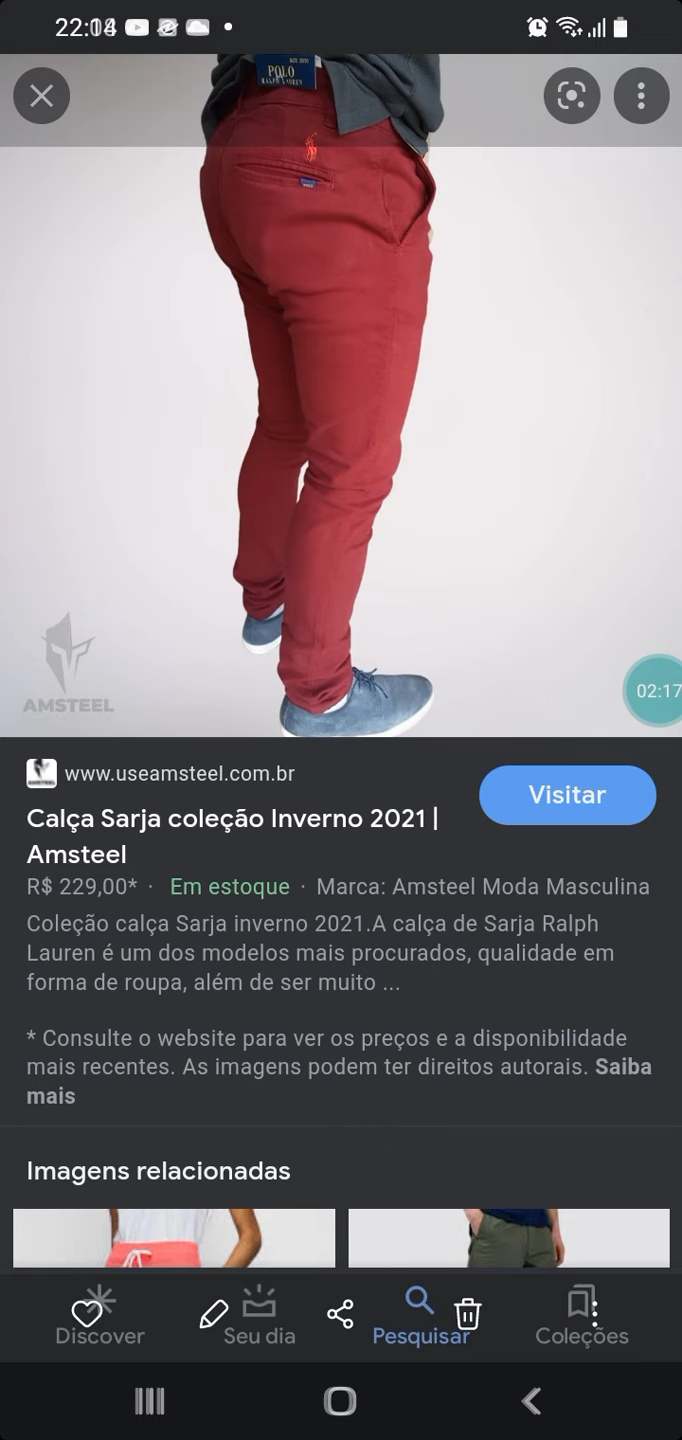 POLO
RALPH LAUREN
POLO
AMSTEEL
02:17
www.useamsteel.com.br
Visitar
Calça Sarja coleção Inverno 2021 |
Amsteel
R$ 229,00* · Em estoque · Marca: Amsteel Moda Masculina
Coleção calça Sarja inverno 2021.A calça de Sarja Ralph
Lauren é um dos modelos mais procurados, qualidade em
forma de roupa, além de ser muito ...
* Consulte o website para ver os preços e a disponibilidade
mais recentes. As imagens podem ter direitos autorais. Saiba
mais
Imagens relacionadas
Discover Seu dia Pesquisar Coleções